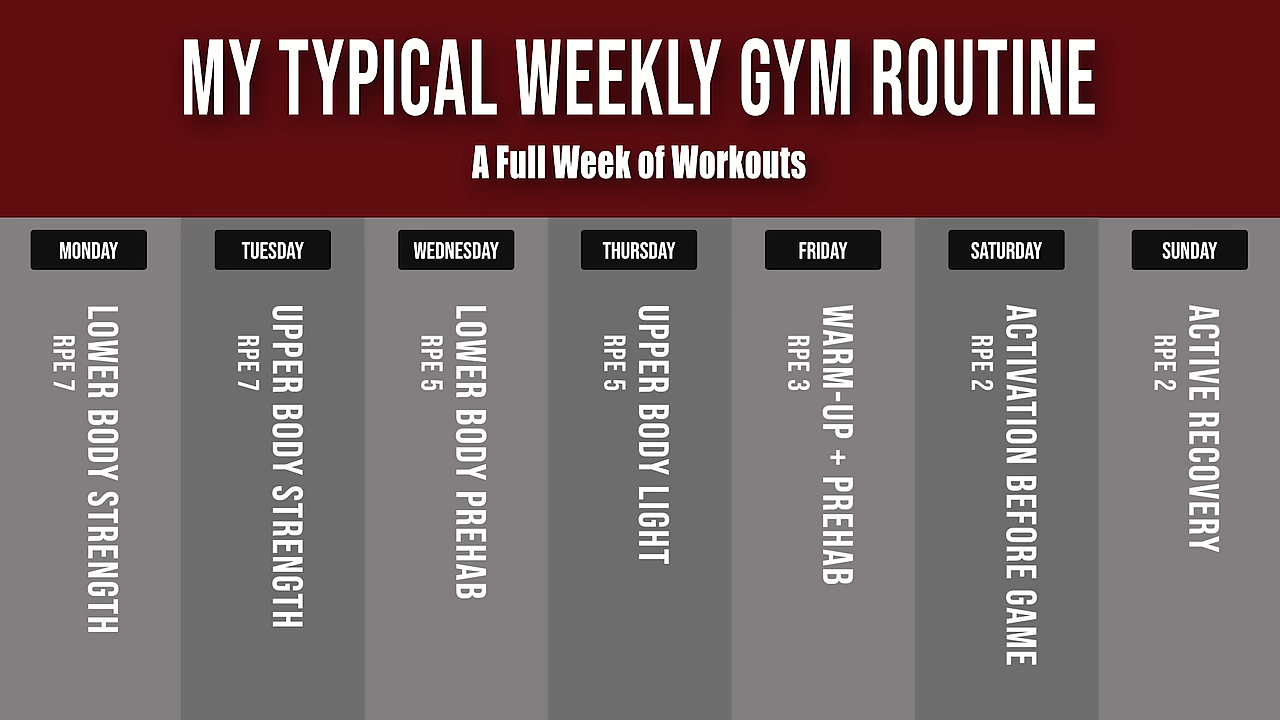 MY TYPICAL WEEKLY GYM ROUTINE
A Full Week of Workouts
MONDAY
LOWER BODY STRENGTH
RPE 7
TUESDAY
UPPER BODY STRENGTH
RPE 7
WEDNESDAY
LOWER BODY PREHAB
RPE 5
THURSDAY
UPPER BODY LIGHT
RPE 5
FRIDAY
WARM-UP + PREHAB
RPE 3
SATURDAY
ACTIVATION BEFORE GAME
RPE 2
SUNDAY
ACTIVE RECOVERY
RPE 2